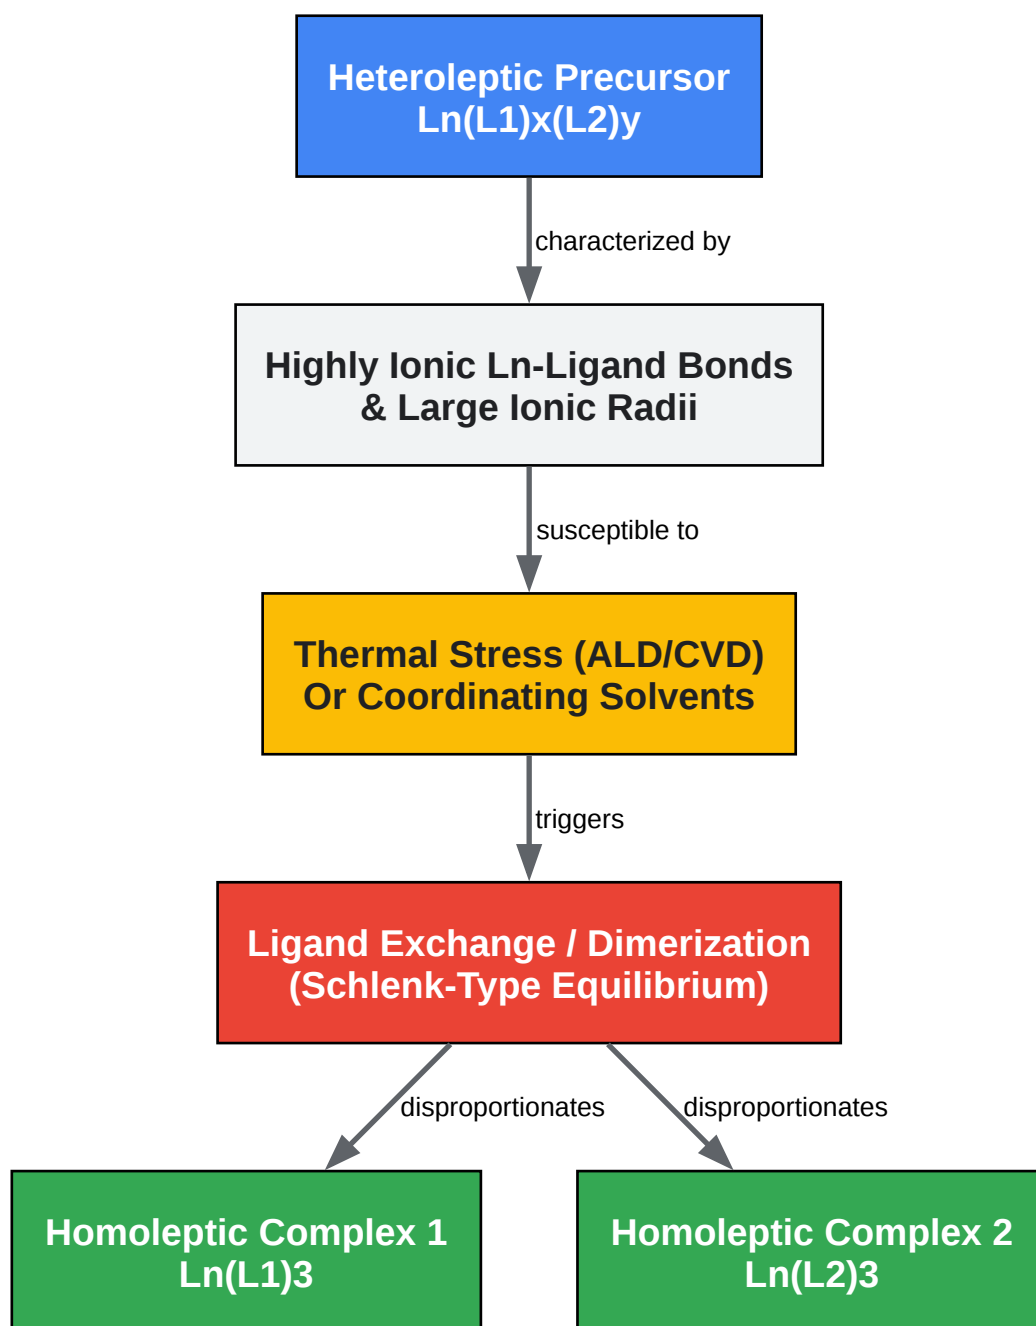 Heteroleptic Precursor
Ln(L1)x(L2)y
characterized by
Highly Ionic Ln-Ligand Bonds
& Large Ionic Radii
susceptible to
Thermal Stress (ALD/CVD)
Or Coordinating Solvents
triggers
Ligand Exchange / Dimerization
(Schlenk-Type Equilibrium)
disproportionates
disproportionates
Homoleptic Complex 1
Ln(L1)3
Homoleptic Complex 2
Ln(L2)3